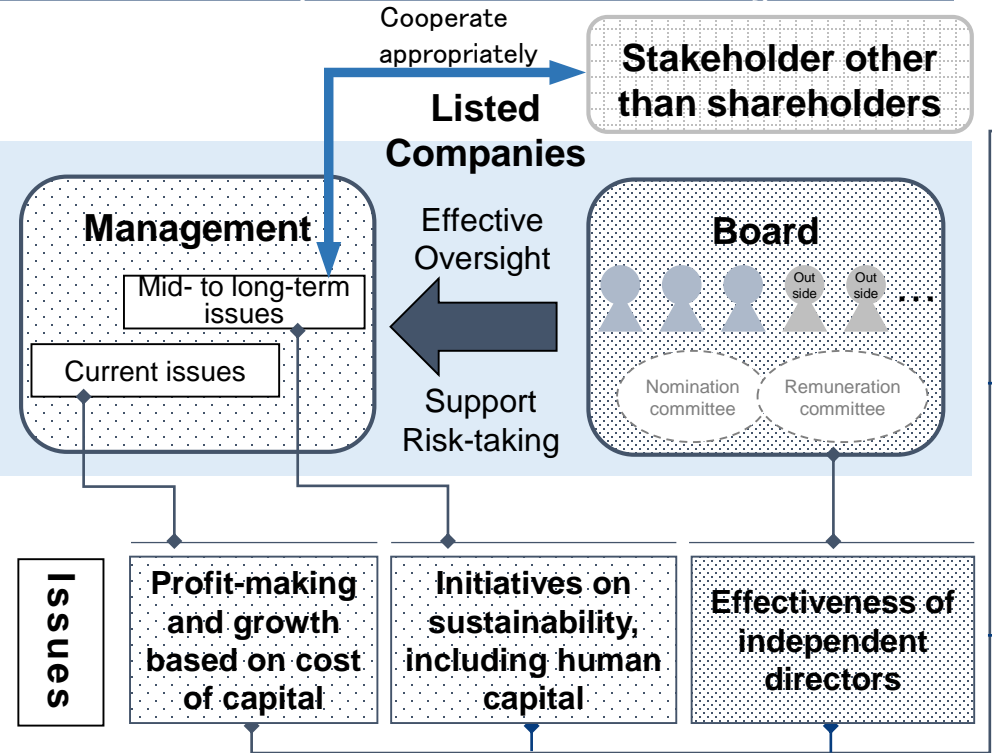 Cooperate
appropriately
Stakeholder other
than shareholders
Listed
Companies
Management
Mid- to long-term
issues
Current issues
Effective
Oversight
Support
Risk-taking
Board
Out
side
Out
side
...
Nomination
committee
Remuneration
committee
Issues
Profit-making
and growth
based on cost
of capital
Initiatives on
sustainability,
including human
capital
Effectiveness of
independent
directors